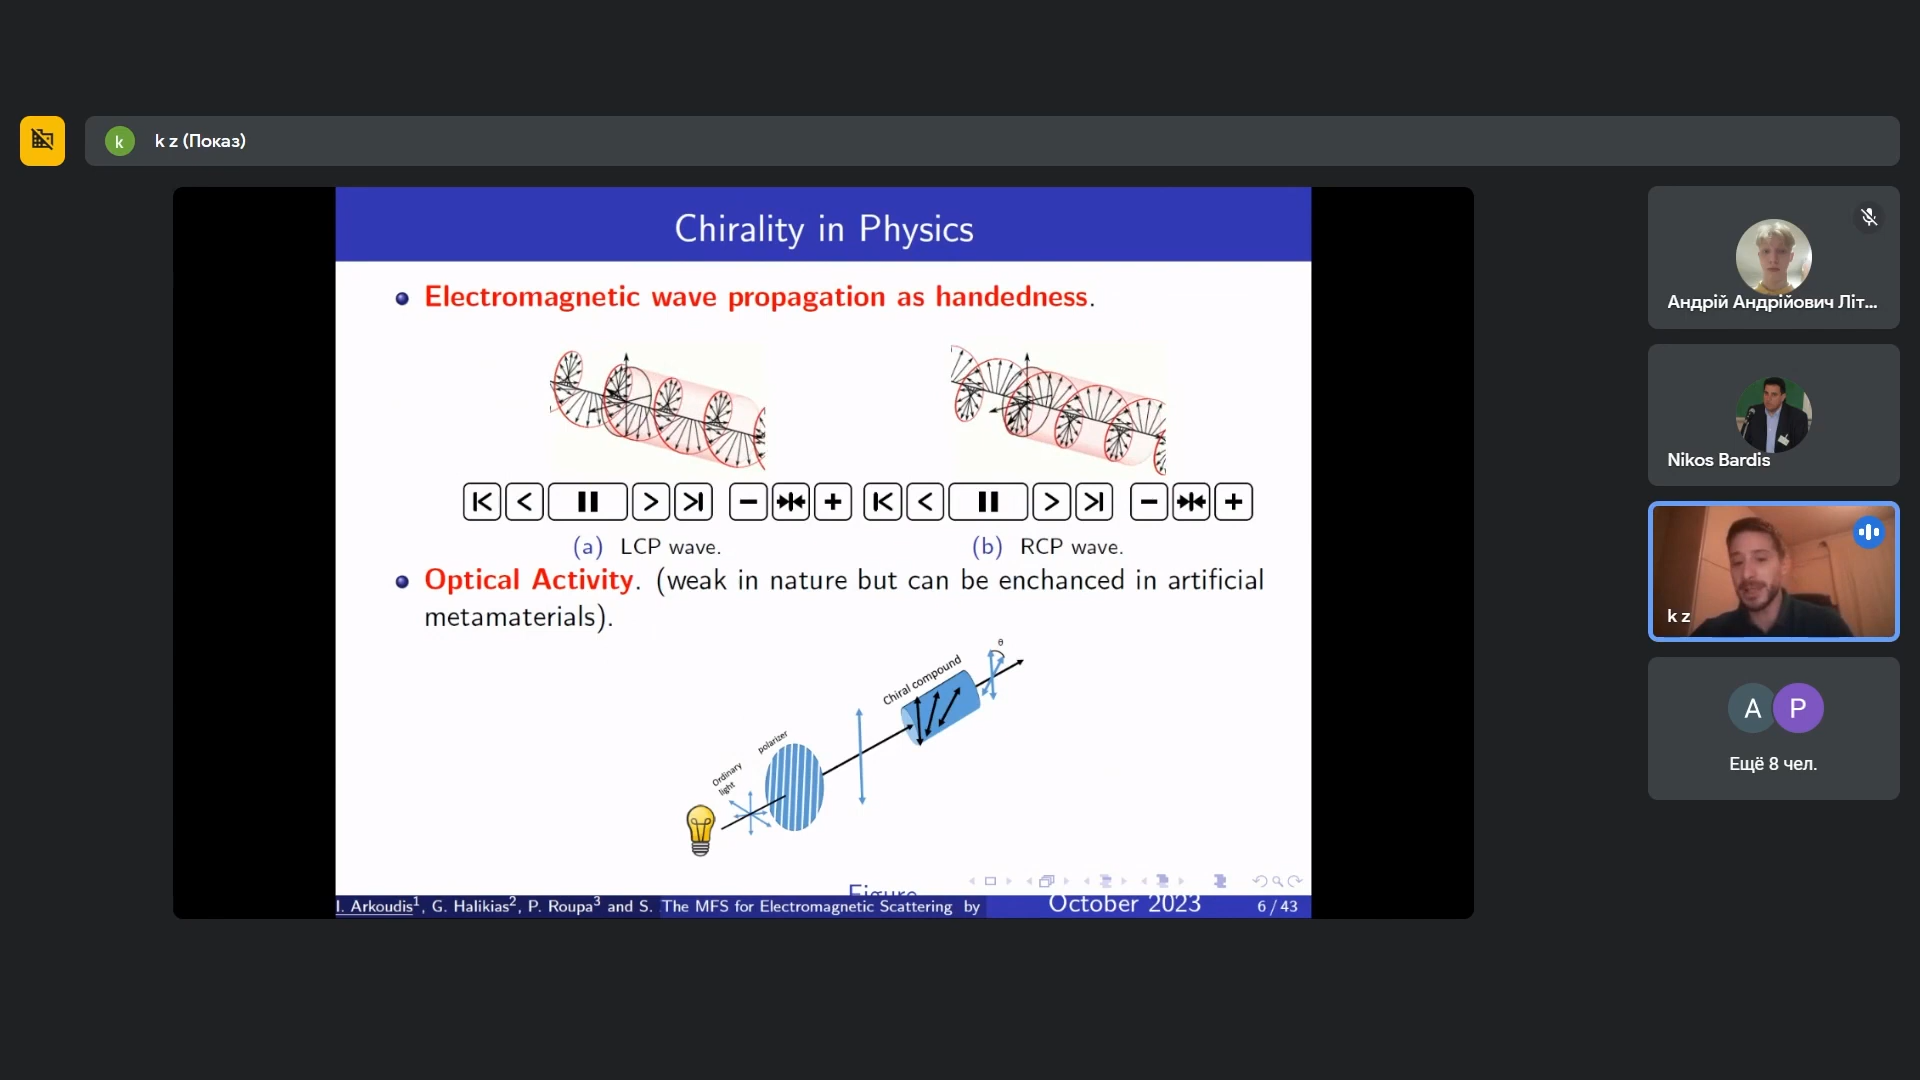 k
k z (Показ)
Chirality in Physics
Electromagnetic wave propagation as handedness.
(a) LCP wave.
(b) RCP wave.
Optical Activity. (weak in nature but can be enchanced in artificial
metamaterials).
θ
Chiral compound
polarizer
Ordinary
light
Figure
I. Arkoudis¹, G. Halikias², P. Roupa³ and S.
The MFS for Electromagnetic Scattering by
October 2023
6 / 43
Андрій Андрійович Літ...
Nikos Bardis
k z
A
P
Ещё 8 чел.